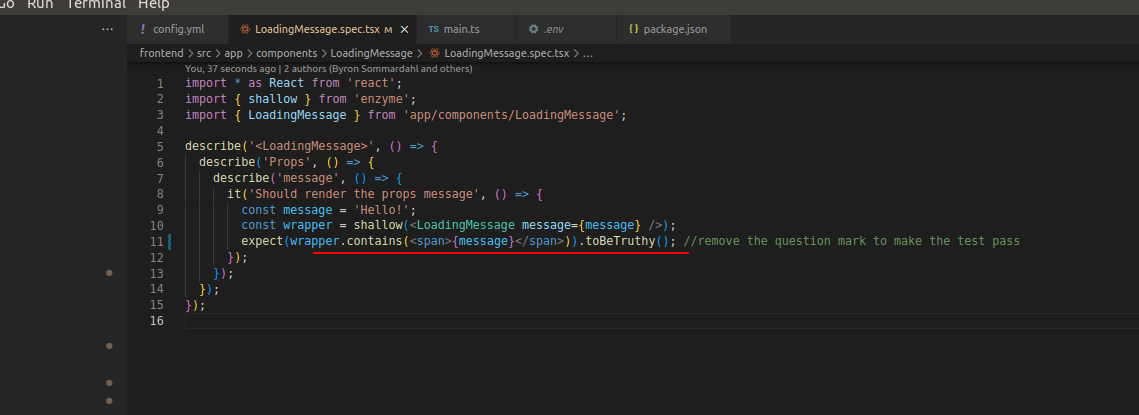 Go Run Terminal Help
... ! config.yml LoadingMessage.spec.tsx M × TS main.ts .env {} package.json
frontend > src > app > components > LoadingMessage > LoadingMessage.spec.tsx > ...
You, 37 seconds ago | 2 authors (Byron Sommardahl and others)
1 import * as React from 'react';
2 import { shallow } from 'enzyme';
3 import { LoadingMessage } from 'app/components/LoadingMessage';
4
5 describe('<LoadingMessage>', () => {
6 describe('Props', () => {
7 describe('message', () => {
8 it('Should render the props message', () => {
9 const message = 'Hello!';
10 const wrapper = shallow(<LoadingMessage message={message} />);
11 expect(wrapper.contains(<span>{message}</span>)).toBeTruthy(); //remove the question mark to make the test pass
12 });
13 });
14 });
15 });
16